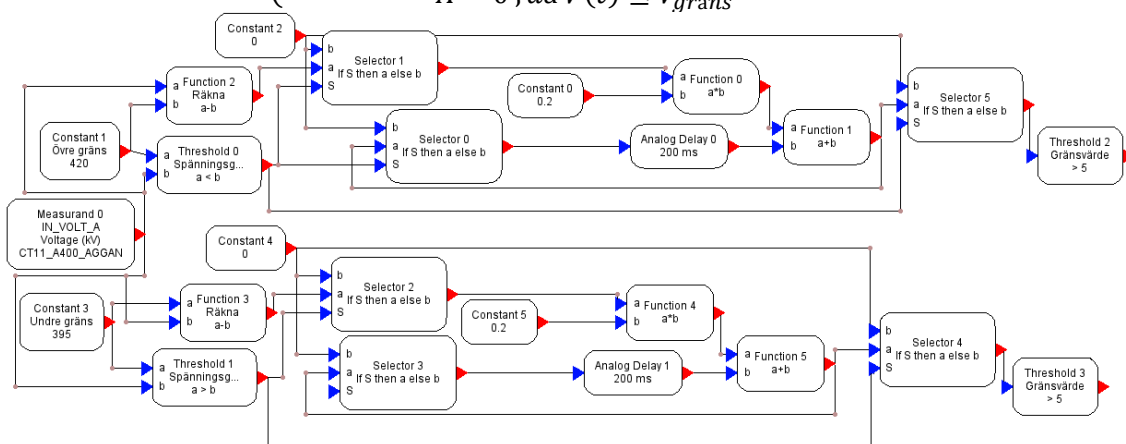 A = 0 , då V(t) ≤ V_gräns
Constant 2
0
b
a
S
Selector 1
If S then a else b
a
b
Function 2
Räkna
a-b
Constant 0
0.2
a
b
Function 0
a*b
b
a
S
Selector 5
If S then a else b
Constant 1
Övre gräns
420
a
b
Threshold 0
Spänningsg...
a < b
b
a
S
Selector 0
If S then a else b
Analog Delay 0
200 ms
a
b
Function 1
a+b
Threshold 2
Gränsvärde
> 5
Measurand 0
IN_VOLT_A
Voltage (kV)
CT11_A400_AGGAN
Constant 4
0
b
a
S
Selector 2
If S then a else b
Constant 3
Undre gräns
395
a
b
Function 3
Räkna
a-b
Constant 5
0.2
a
b
Function 4
a*b
b
a
S
Selector 4
If S then a else b
a
b
Threshold 1
Spänningsg...
a > b
b
a
S
Selector 3
If S then a else b
Analog Delay 1
200 ms
a
b
Function 5
a+b
Threshold 3
Gränsvärde
> 5